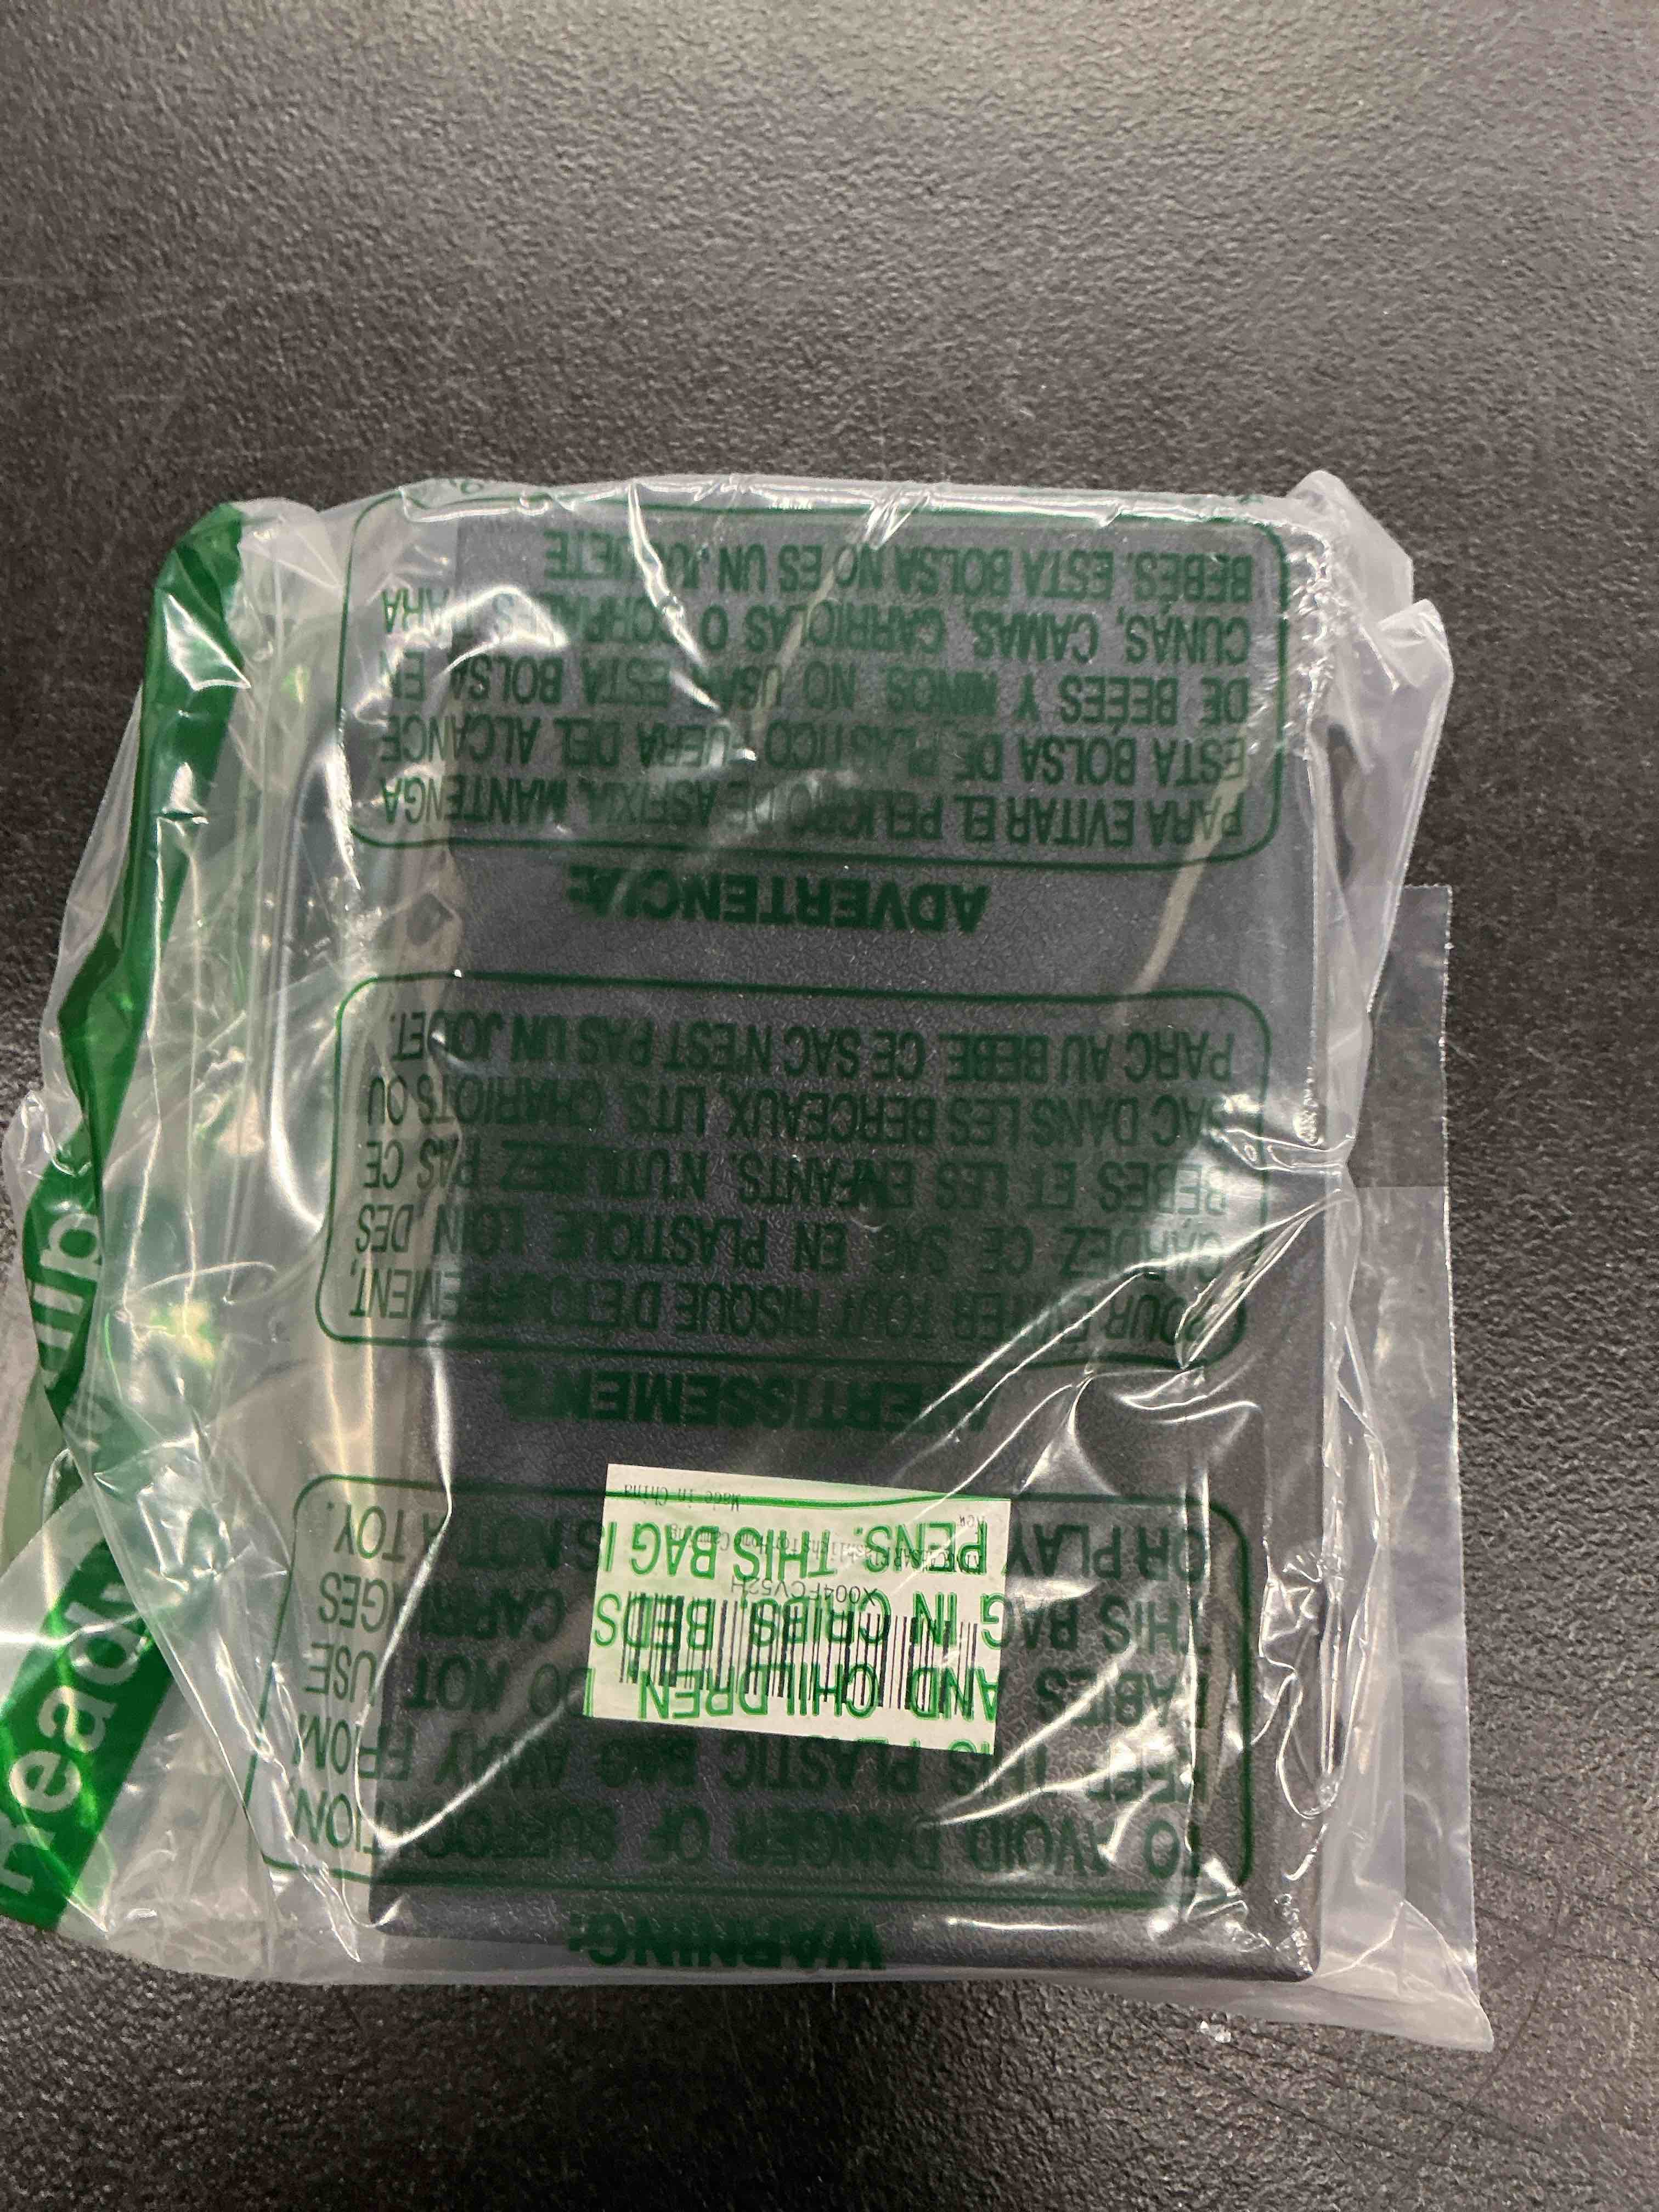 WARNING:
TO AVOID DANGER OF
THIS PLASTIC BAG AWAY FROM
BABIES AND CHILDREN. DO NOT USE
THIS BAG IN CRIBS, BEDS, CARRIAGES
OR PLAY PENS. THIS BAG IS NOT A TOY.
X004FCV52H
Made in China
AVERTISSEMENT:
POUR EVITER TOUT RISQUE D'ETOUFFEMENT,
GARDEZ CE SAC EN PLASTIQUE LOIN DES
BEBES ET LES ENFANTS. N'UTILISEZ PAS CE
SAC DANS LES BERCEAUX, LITS, CHARIOTS OU
PARC AU BEBE. CE SAC N'EST PAS UN JOUET.
ADVERTENCIA:
PARA EVITAR EL PELIGRO DE ASFIXIA, MANTENGA
ESTA BOLSA DE PLASTICO FUERA DEL ALCANCE
DE BEBÉS Y NIÑOS. NO USAR ESTA BOLSA EN
CUNAS, CAMAS, CARRIOLAS O CORRALES PARA
BEBÉS. ESTA BOLSA NO ES UN JUGUETE